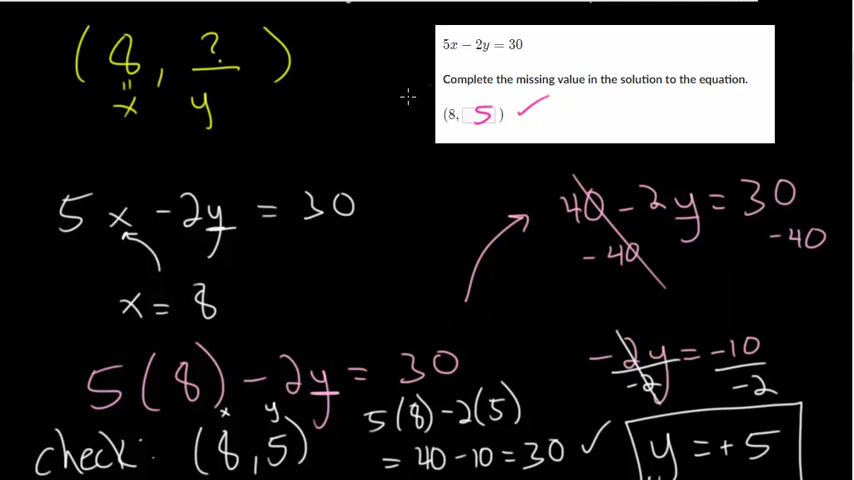 (8, ?)
" 
x y
5x − 2y = 30
Complete the missing value in the solution to the equation.
(8, 5 ) ✓
5x - 2y = 30
x = 8
5(8) - 2y = 30
40 - 2y = 30
- 40 - 40
-2y = -10
-2 -2
y = +5
x y
check: (8, 5)
5(8) - 2(5)
= 40 - 10 = 30 ✓